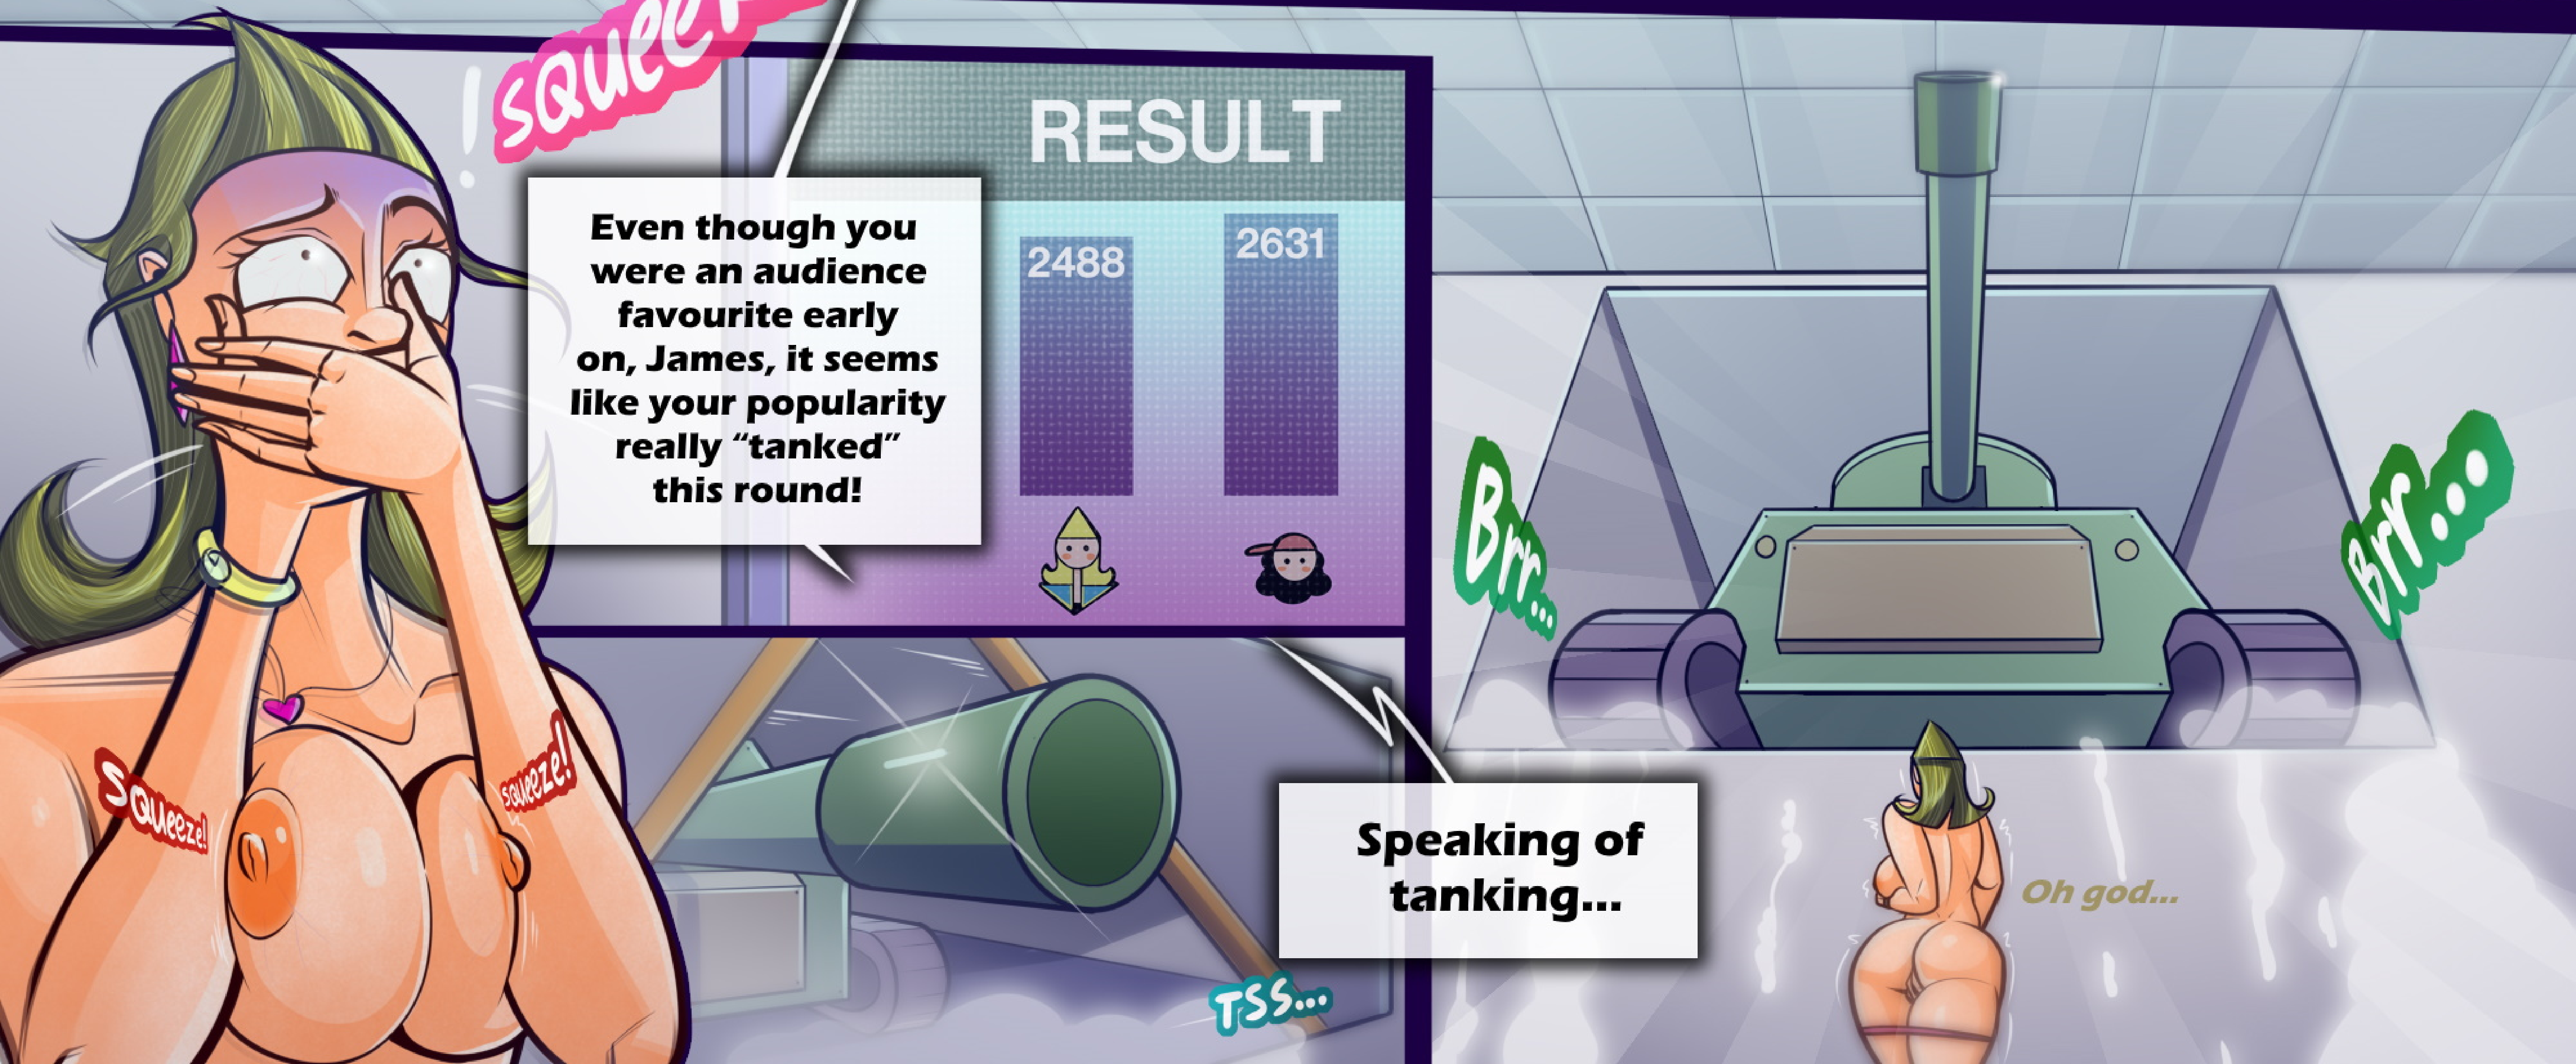 !
Even though you
were an audience
favourite early
on, James, it seems
like your popularity
really “tanked”
this round!
RESULT
2488
2631
Squeeze!
squeeze!
TSS...
Speaking of
tanking...
Brr...
Brr...
Oh god...